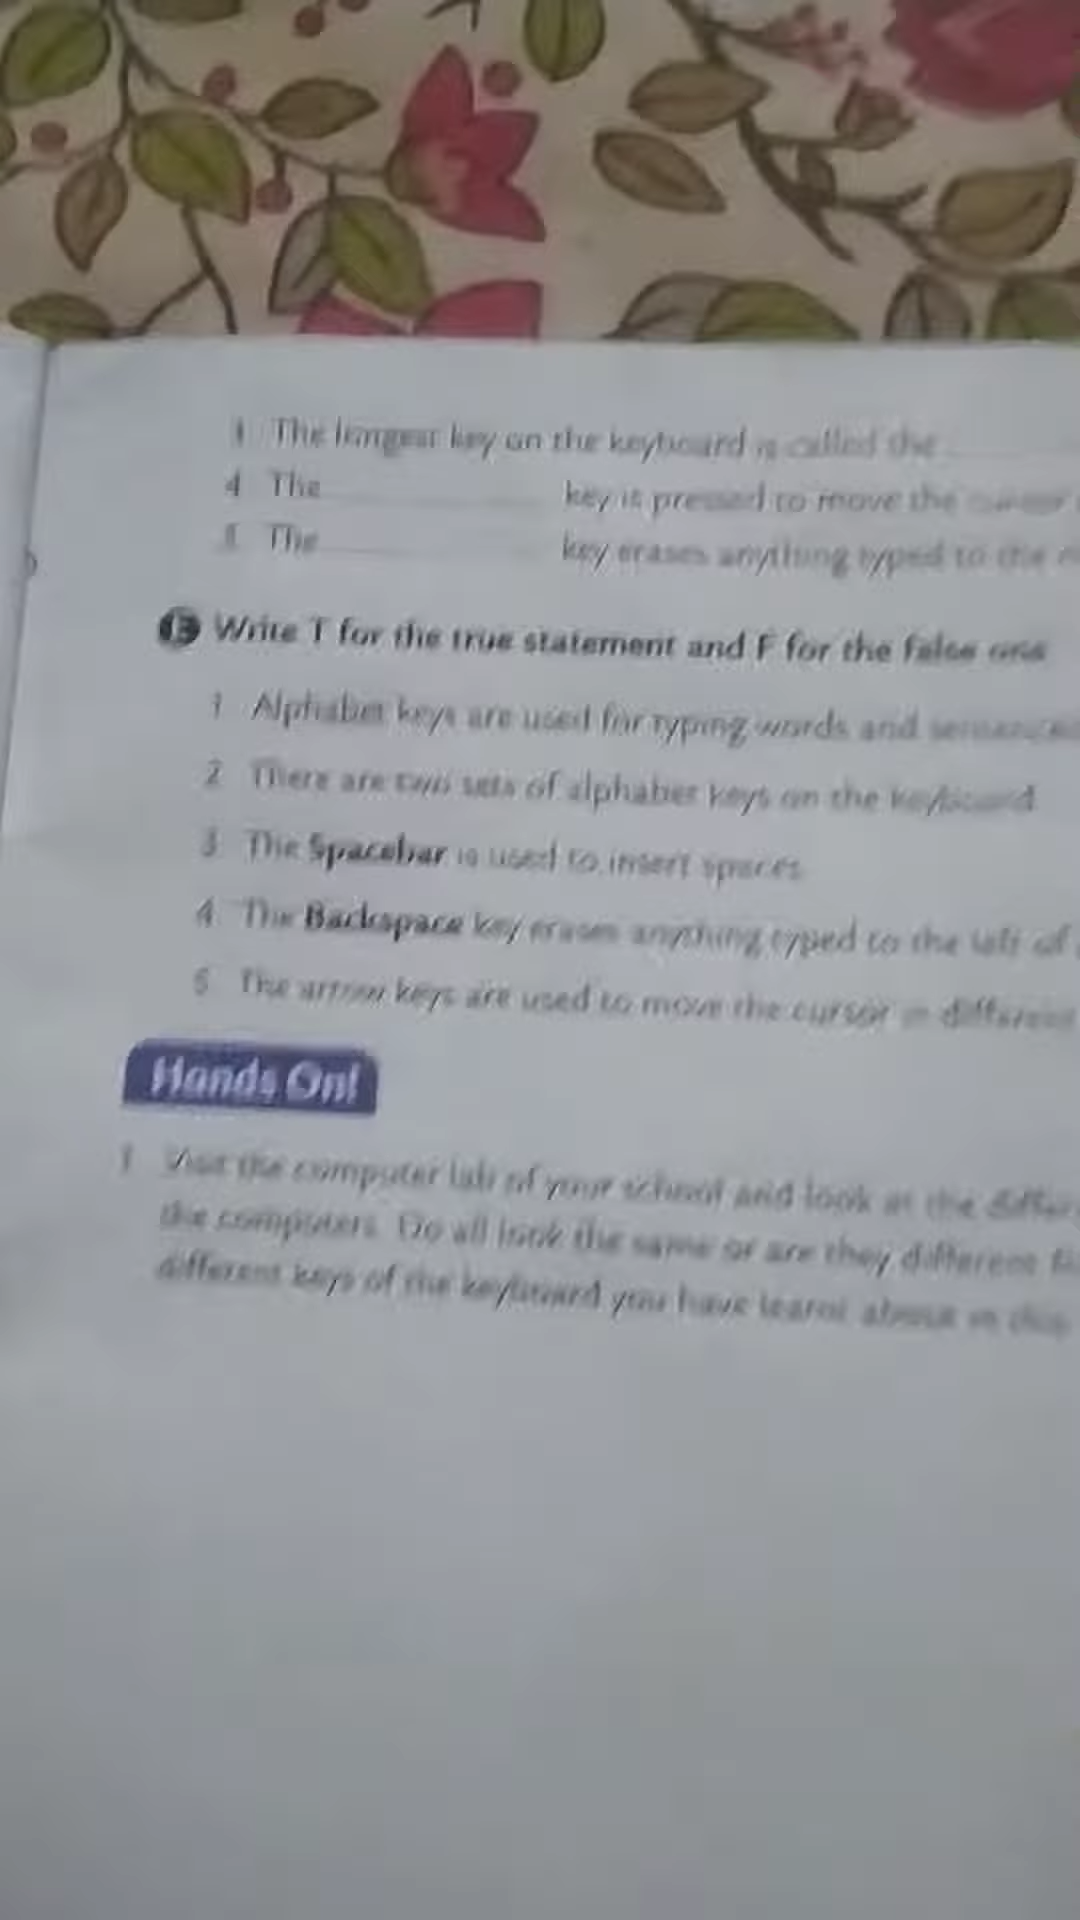 3 The longest key on the keyboard is called the
4 The key is pressed to move the cursor
5 The key erases anything typed to the
E Write T for the true statement and F for the false one
1 Alphabet keys are used for typing words and sentences
2 There are two sets of alphabet keys on the keyboard
3 The Spacebar is used to insert spaces
4 The Backspace key erases anything typed to the left of
5 The arrow keys are used to move the cursor in different
Hands On!
1 Visit the computer lab of your school and look at the
the computers. Do all look the same or are they different
different keys of the keyboard you have learnt about in this